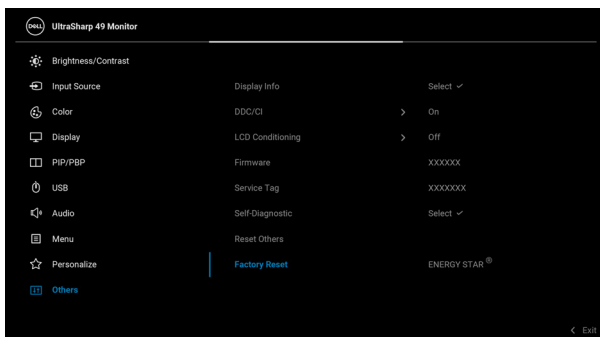 DELL UltraSharp 49 Monitor
Brightness/Contrast
Input Source Display Info Select ✓
Color DDC/CI > On
Display LCD Conditioning > Off
PIP/PBP Firmware XXXXXX
USB Service Tag XXXXXXX
Audio Self-Diagnostic Select ✓
Menu Reset Others
Personalize Factory Reset ENERGY STAR®
Others
< Exit